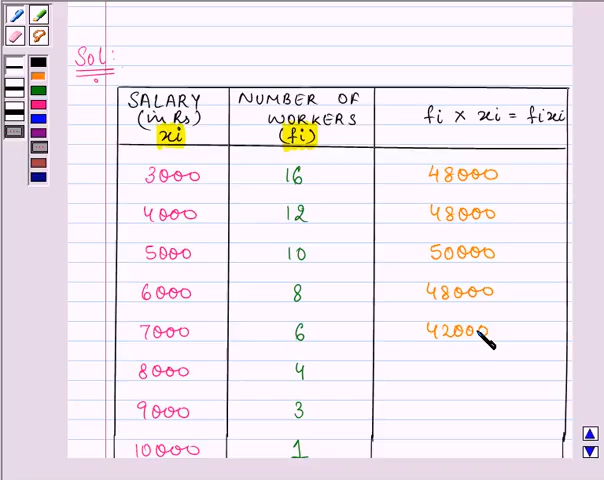 Sol:
SALARY (in Rs) xi | NUMBER OF WORKERS (fi) | fi × xi = fixi
3000 16 48000
4000 12 48000
5000 10 50000
6000 8 48000
7000 6 42000
8000 4
9000 3
10000 1